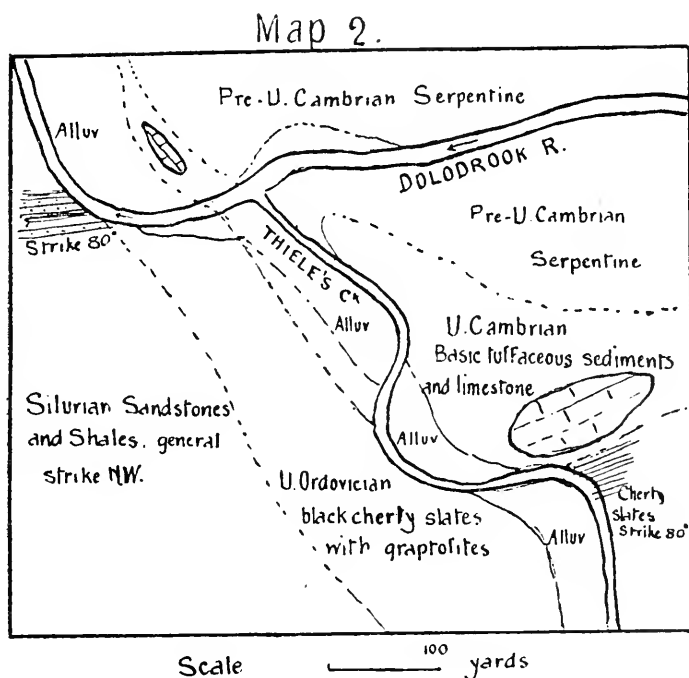 Map 2.
Pre-U. Cambrian Serpentine
Alluv
DOLODROOK R.
Pre-U. Cambrian
Serpentine
Strike 80°
THIELE'S CK
Alluv
U. Cambrian
Basic tuffaceous sediments
and limestone
Silurian Sandstones
and Shales. general
strike NW.
Alluv
U. Ordovician
black cherty slates
with graptolites
Cherty
slates
Strike 80°
Alluv
Scale 100 yards